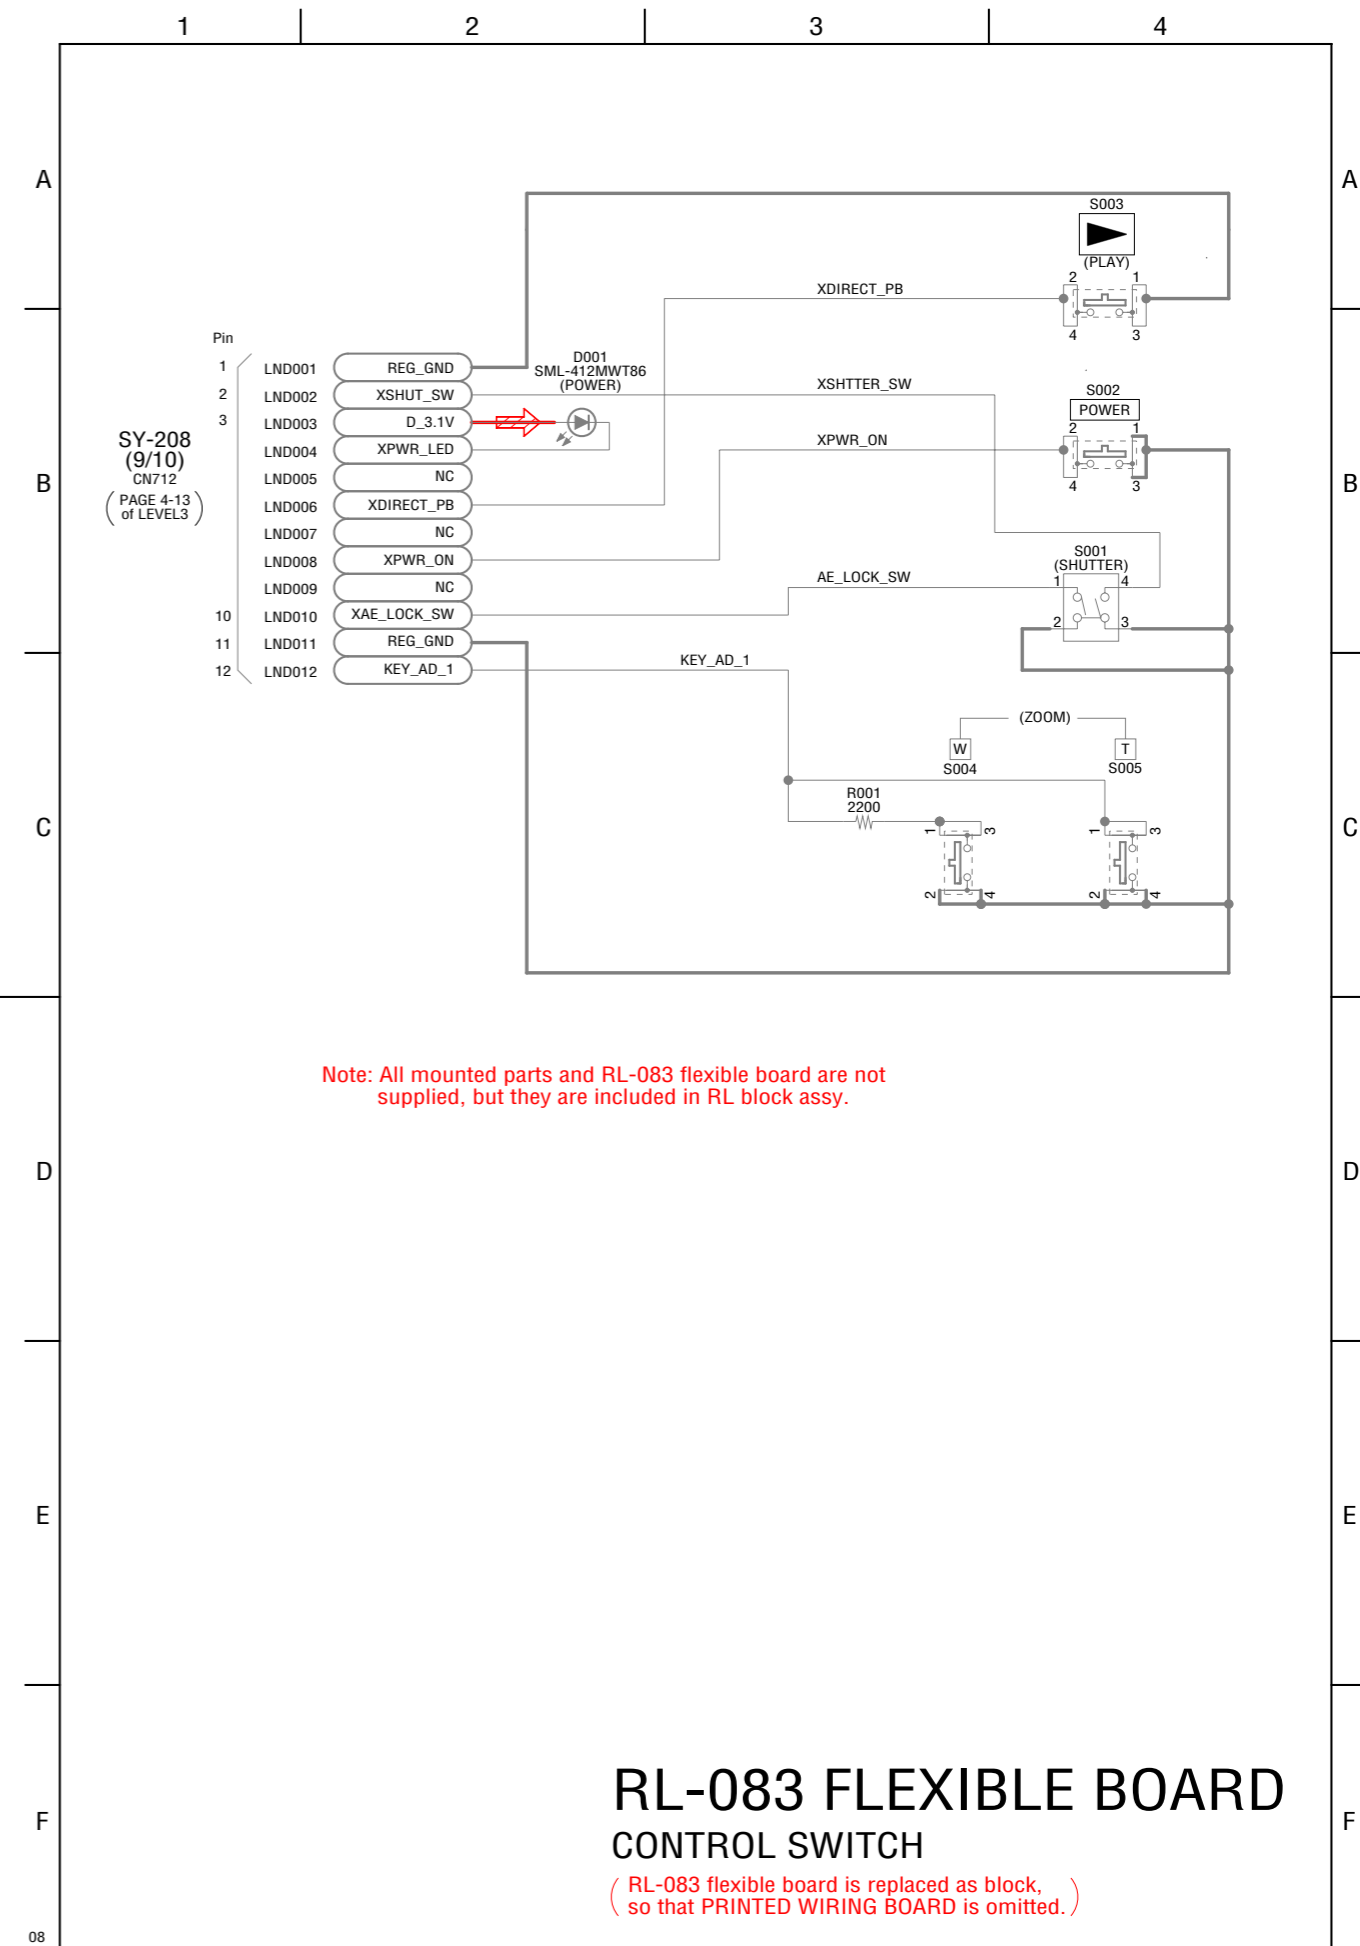 1 2 3 4
A A
S003
(PLAY)
2 1
XDIRECT_PB
4 3
Pin
1 LND001 REG_GND
D001
SML-412MWT86
(POWER)
2 LND002 XSHUT_SW
XSHTTER_SW
S002
POWER
3 LND003 D_3.1V
2 1
XPWR_ON
SY-208
(9/10)
CN712
( PAGE 4-13
of LEVEL3 )
LND004 XPWR_LED
B B
LND005 NC
4 3
LND006 XDIRECT_PB
LND007 NC
LND008 XPWR_ON
S001
(SHUTTER)
AE_LOCK_SW
1 4
LND009 NC
10 LND010 XAE_LOCK_SW
2 3
11 LND011 REG_GND
12 LND012 KEY_AD_1
KEY_AD_1
(ZOOM)
W T
S004 S005
R001
2200
C C
1 3 1 3
2 4 2 4
Note: All mounted parts and RL-083 flexible board are not
supplied, but they are included in RL block assy.
D D
E E
RL-083 FLEXIBLE BOARD
F F
CONTROL SWITCH
( RL-083 flexible board is replaced as block,
so that PRINTED WIRING BOARD is omitted. )
08